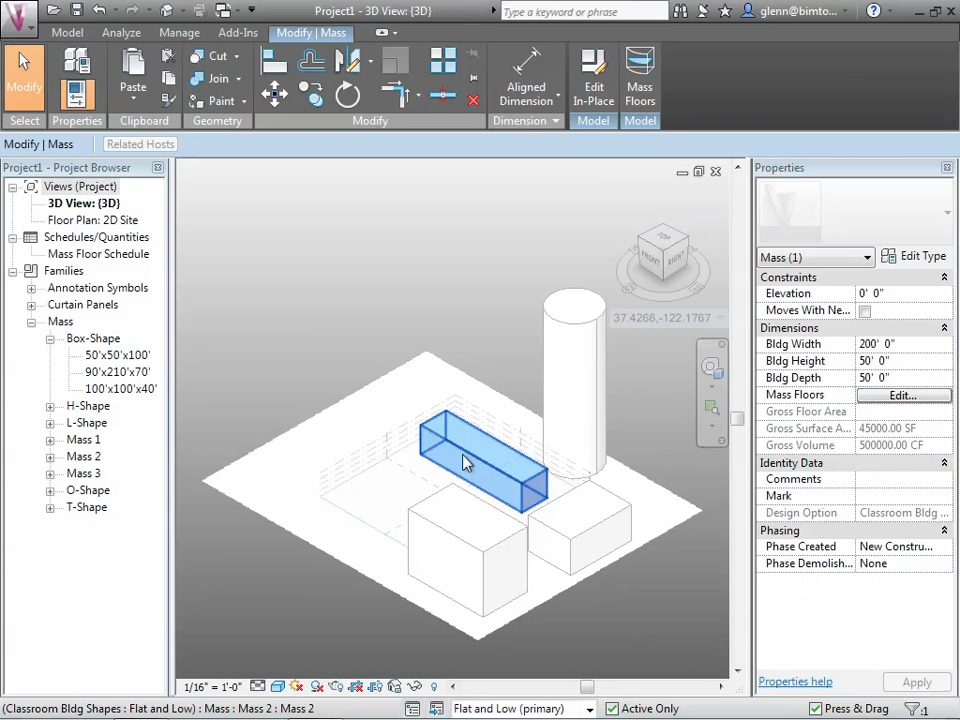 Project1 - 3D View: {3D}
Type a keyword or phrase
glenn@bimto...
Model Analyze Manage Add-Ins Modify | Mass
Modify
Paste
Cut
Join
Paint
Aligned Dimension
Edit In-Place
Mass Floors
Select Properties Clipboard Geometry Modify Dimension Model Model
Modify | Mass Related Hosts
Project1 - Project Browser
Views (Project)
3D View: {3D}
Floor Plan: 2D Site
Schedules/Quantities
Mass Floor Schedule
Families
Annotation Symbols
Curtain Panels
Mass
Box-Shape
50'x50'x100'
90'x210'x70'
100'x100'x40'
H-Shape
L-Shape
Mass 1
Mass 2
Mass 3
O-Shape
T-Shape
TOP
FRONT RIGHT
37.4266,-122.1767
Properties
Mass (1) Edit Type
Constraints
Elevation 0' 0"
Moves With Ne...
Dimensions
Bldg Width 200' 0"
Bldg Height 50' 0"
Bldg Depth 50' 0"
Mass Floors Edit...
Gross Floor Area
Gross Surface A... 45000.00 SF
Gross Volume 500000.00 CF
Identity Data
Comments
Mark
Design Option Classroom Bldg ...
Phasing
Phase Created New Constru...
Phase Demolish... None
Properties help Apply
1/16" = 1'-0"
(Classroom Bldg Shapes : Flat and Low) : Mass : Mass 2 : Mass 2
Flat and Low (primary) Active Only Press & Drag :1